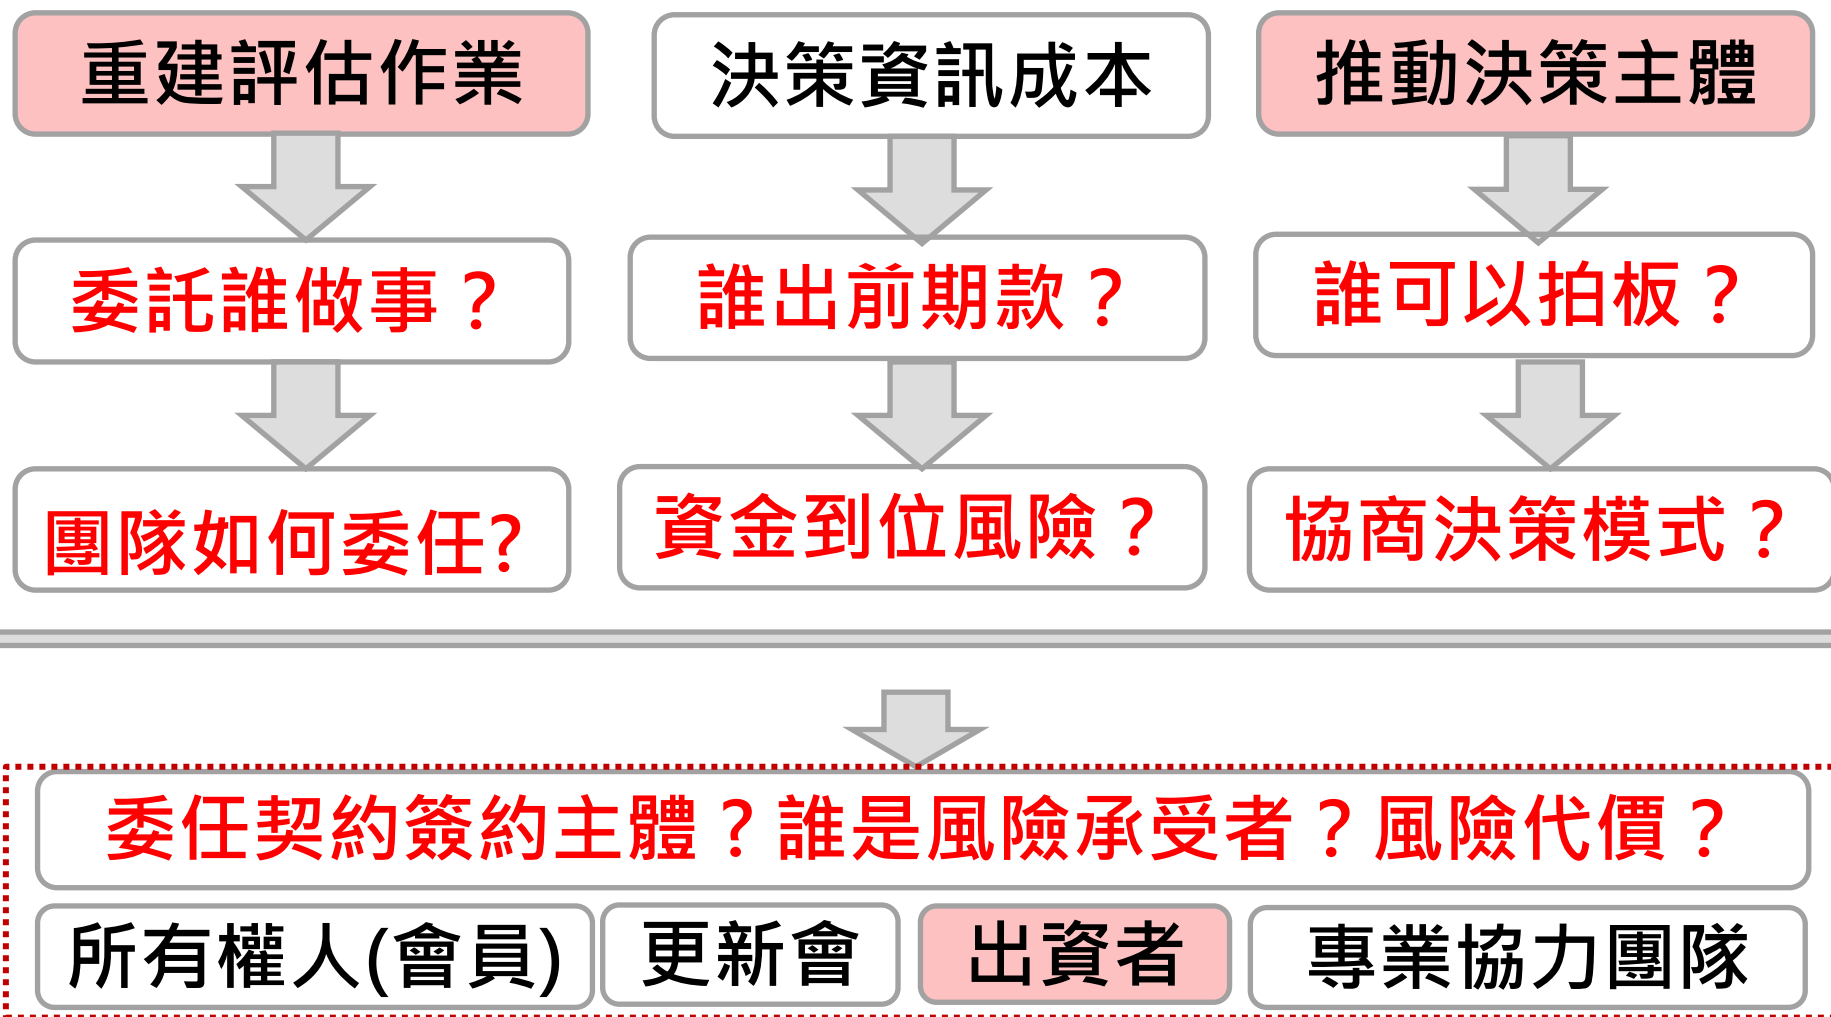 重建評估作業
決策資訊成本
推動決策主體
委託誰做事？
誰出前期款？
誰可以拍板？
團隊如何委任?
資金到位風險？
協商決策模式？
委任契約簽約主體？誰是風險承受者？風險代價？
所有權人(會員)
更新會
出資者
專業協力團隊